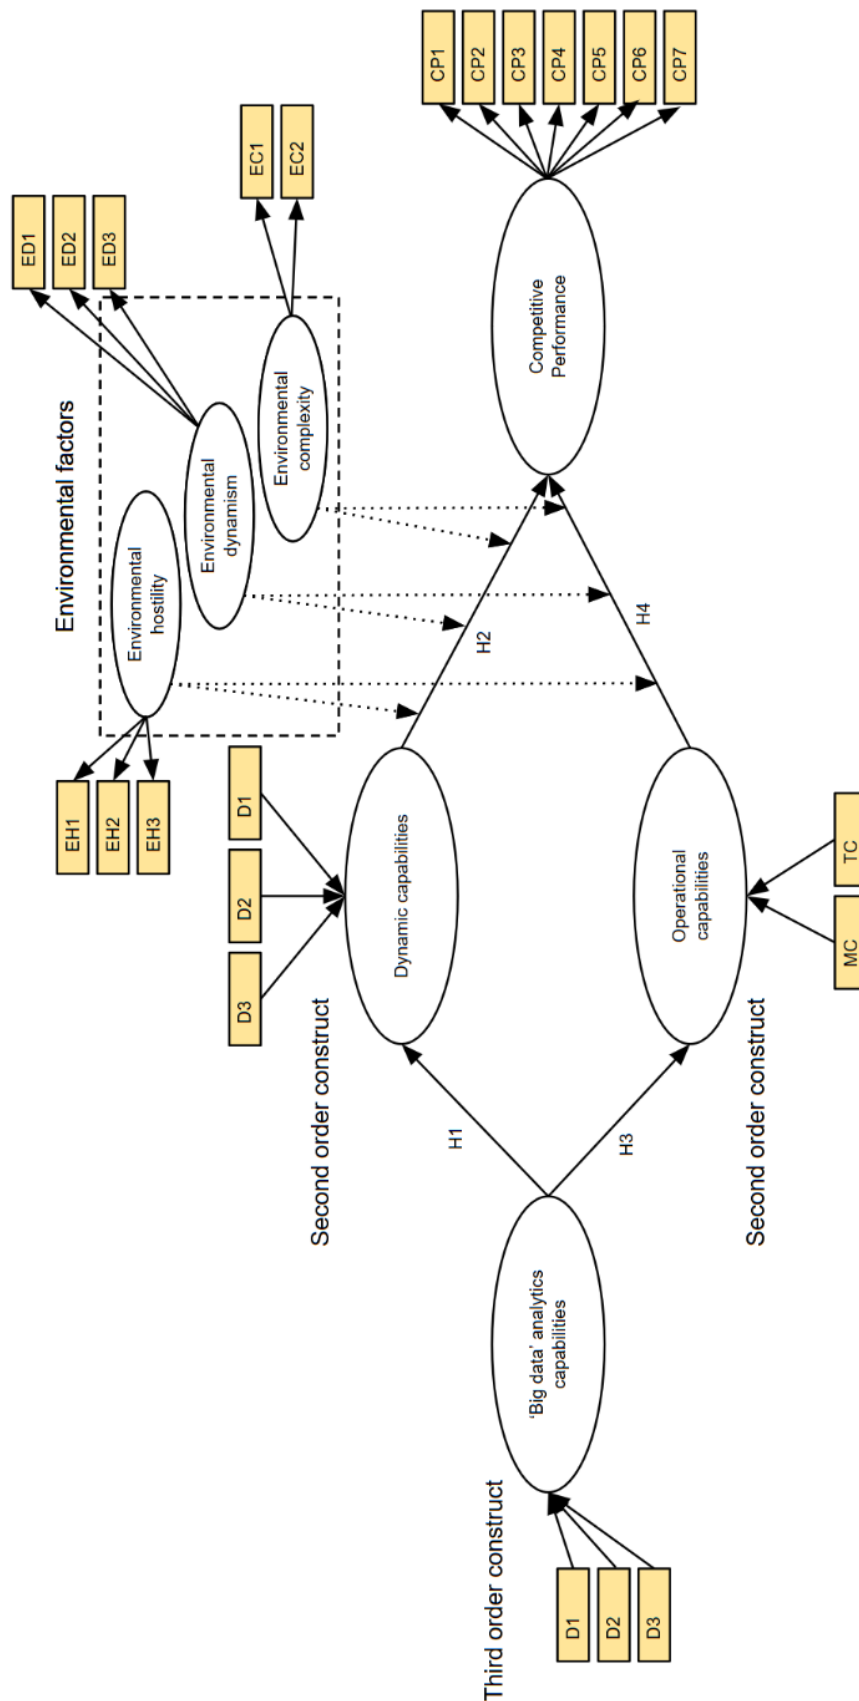 Environmental factors
ED1
ED2
ED3
EC1
EC2
EH1
EH2
EH3
Environmental
hostility
Environmental
dynamism
Environmental
complexity
Third order construct
D1
D2
D3
'Big data' analytics
capabilities
H1
H3
Second order construct
D3
D2
D1
Dynamic capabilities
Second order construct
Operational
capabilities
MC
TC
H2
H4
Competitive
Performance
CP1
CP2
CP3
CP4
CP5
CP6
CP7